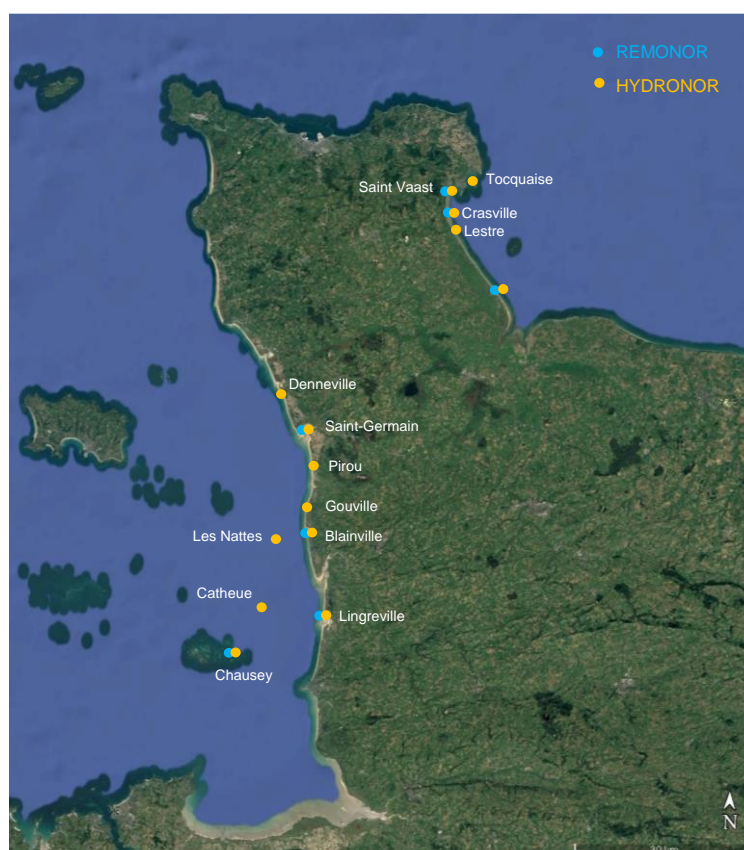 REMONOR
HYDRONOR
Tocquaise
Saint Vaast
Crasville
Lestre
Denneville
Saint-Germain
Pirou
Gouville
Les Nattes
Blainville
Catheue
Lingreville
Chausey
N